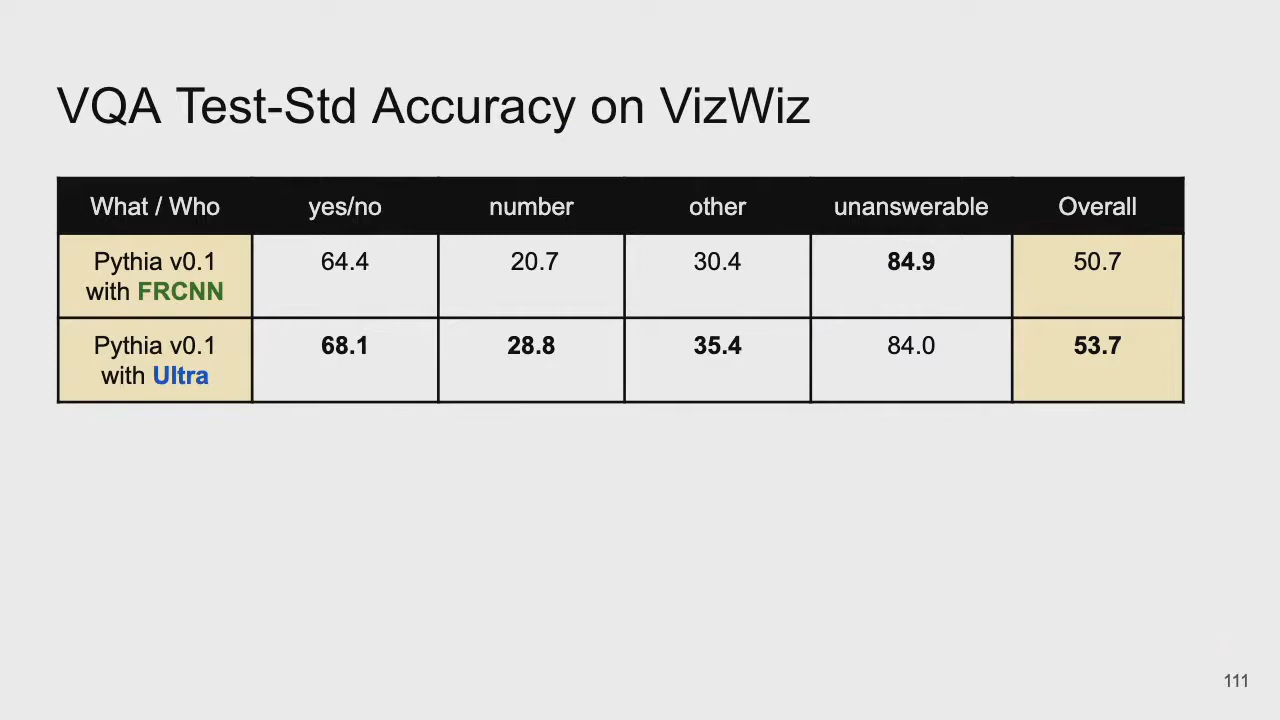 VQA Test-Std Accuracy on VizWiz
What / Who yes/no number other unanswerable Overall
Pythia v0.1 with FRCNN 64.4 20.7 30.4 84.9 50.7
Pythia v0.1 with Ultra 68.1 28.8 35.4 84.0 53.7
111